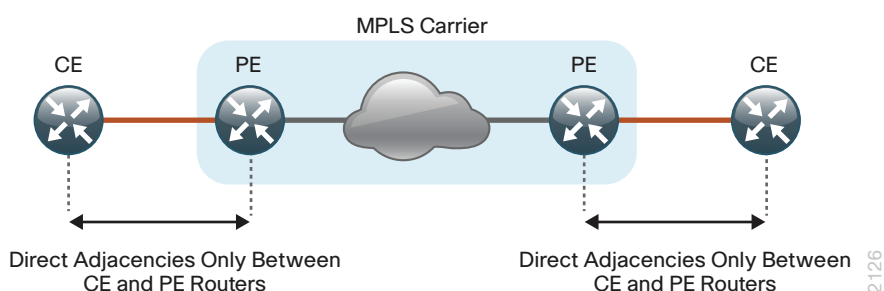 MPLS Carrier
CE
PE
PE
CE
Direct Adjacencies Only Between
CE and PE Routers
Direct Adjacencies Only Between
CE and PE Routers
2126